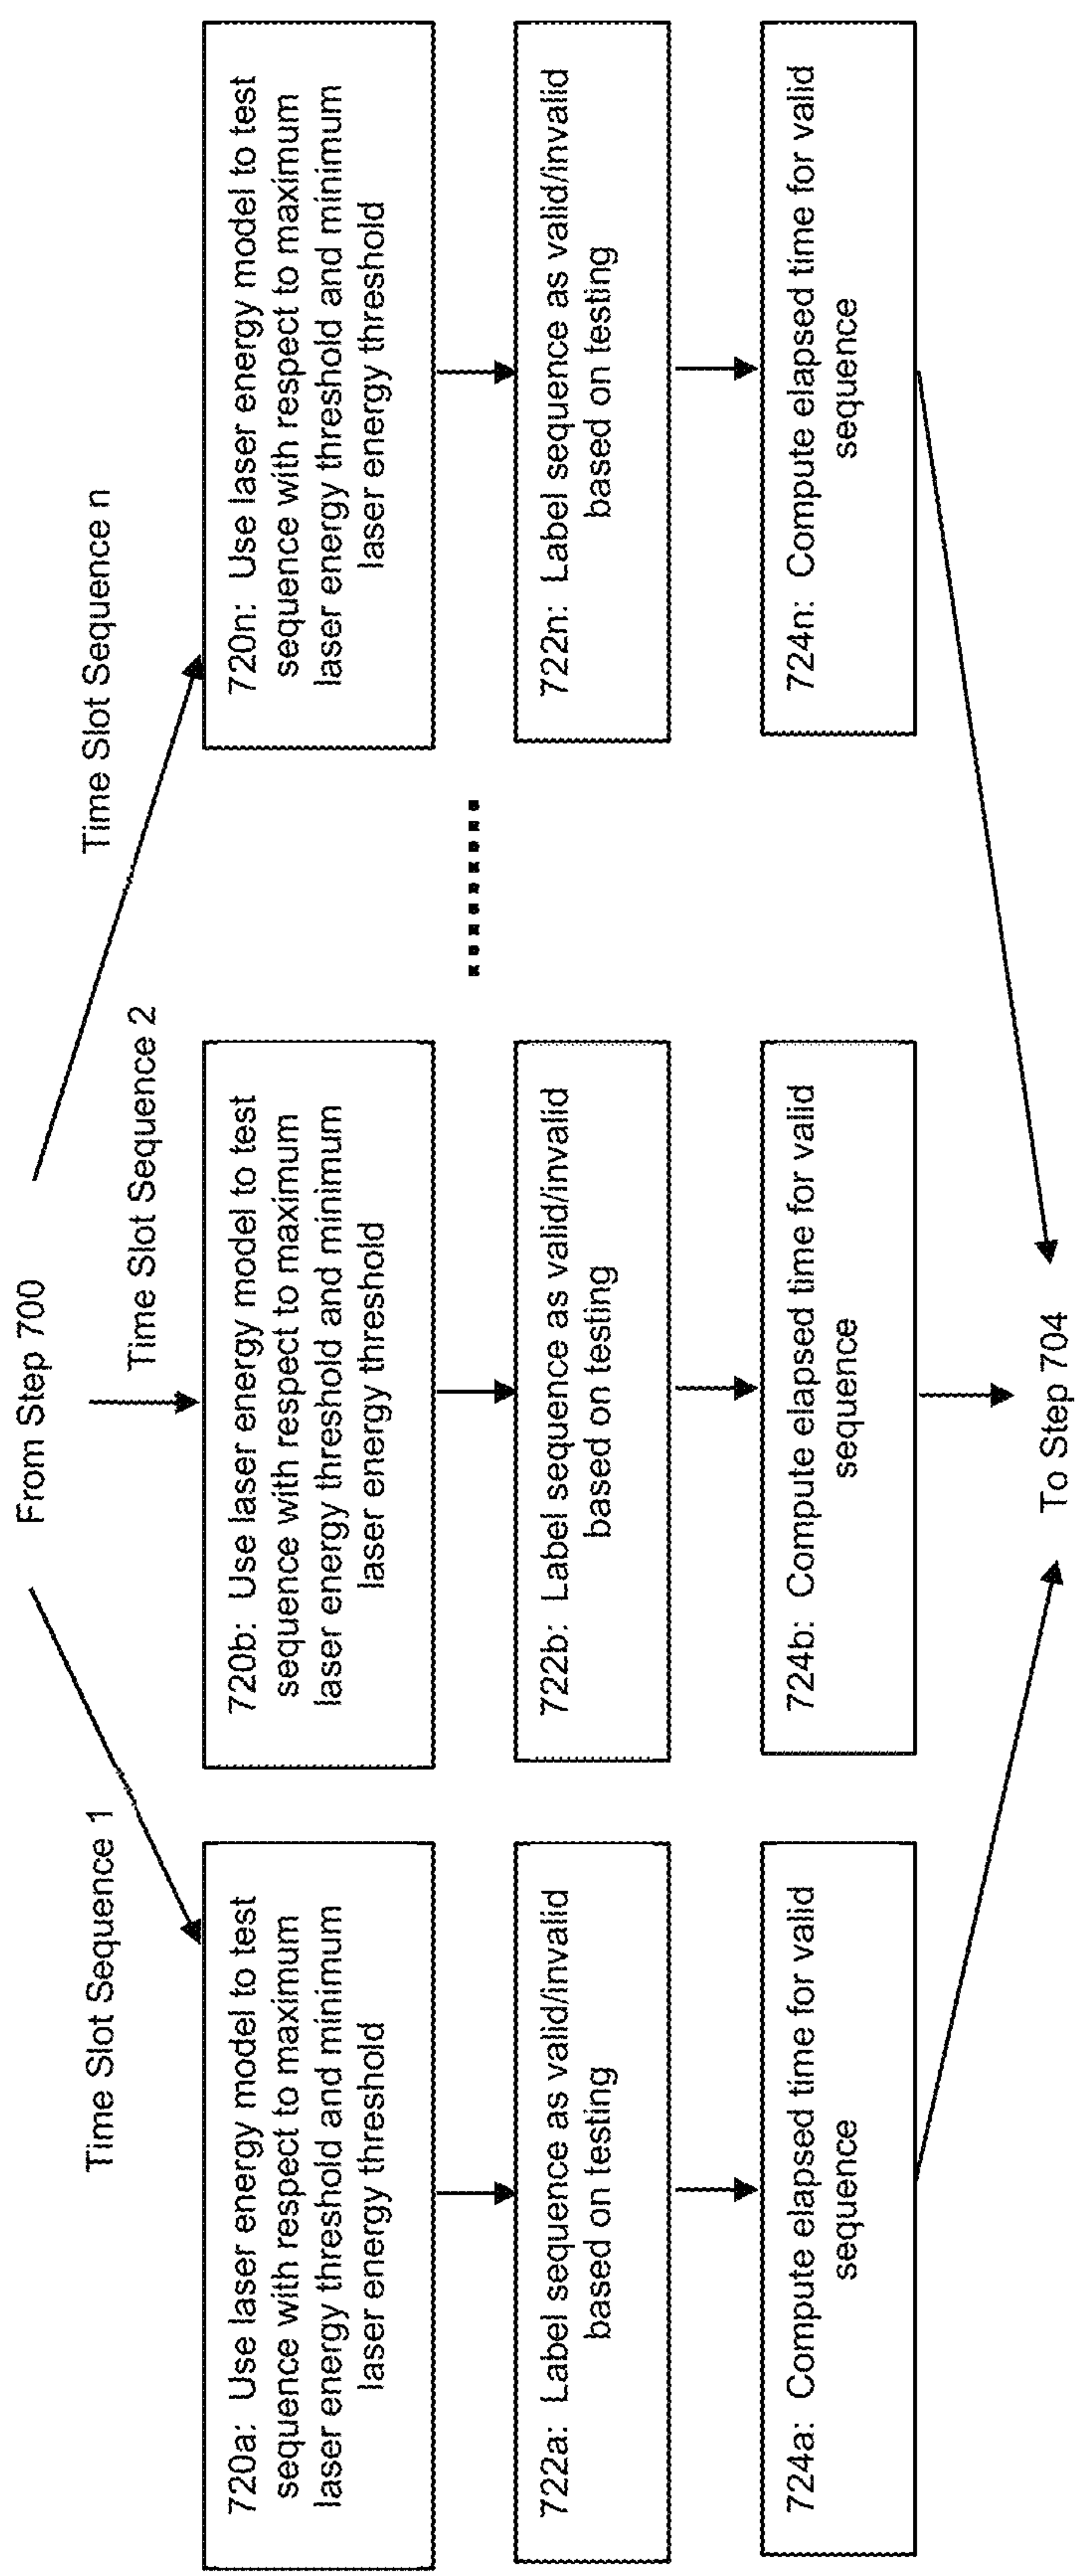 From Step 700
Time Slot Sequence 1
Time Slot Sequence 2
Time Slot Sequence n
720a: Use laser energy model to test
sequence with respect to maximum
laser energy threshold and minimum
laser energy threshold
722a: Label sequence as valid/invalid
based on testing
724a: Compute elapsed time for valid
sequence
720b: Use laser energy model to test
sequence with respect to maximum
laser energy threshold and minimum
laser energy threshold
722b: Label sequence as valid/invalid
based on testing
724b: Compute elapsed time for valid
sequence
720n: Use laser energy model to test
sequence with respect to maximum
laser energy threshold and minimum
laser energy threshold
722n: Label sequence as valid/invalid
based on testing
724n: Compute elapsed time for valid
sequence
To Step 704